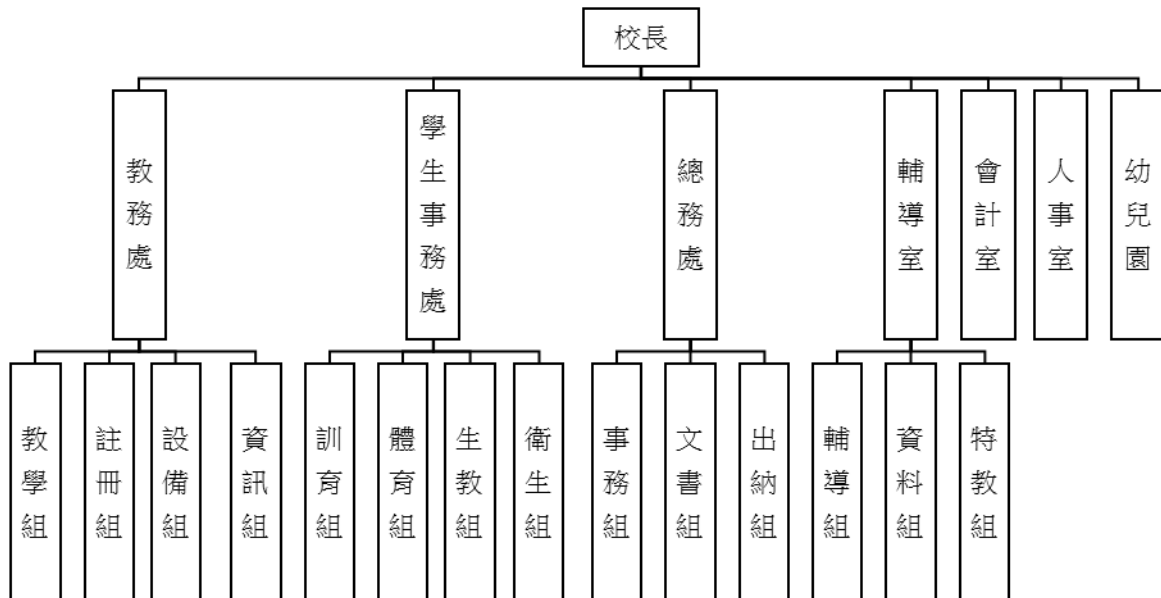 校長
教務處
學生事務處
總務處
輔導室
會計室
人事室
幼兒園
教學組
註冊組
設備組
資訊組
訓育組
體育組
生教組
衛生組
事務組
文書組
出納組
輔導組
資料組
特教組